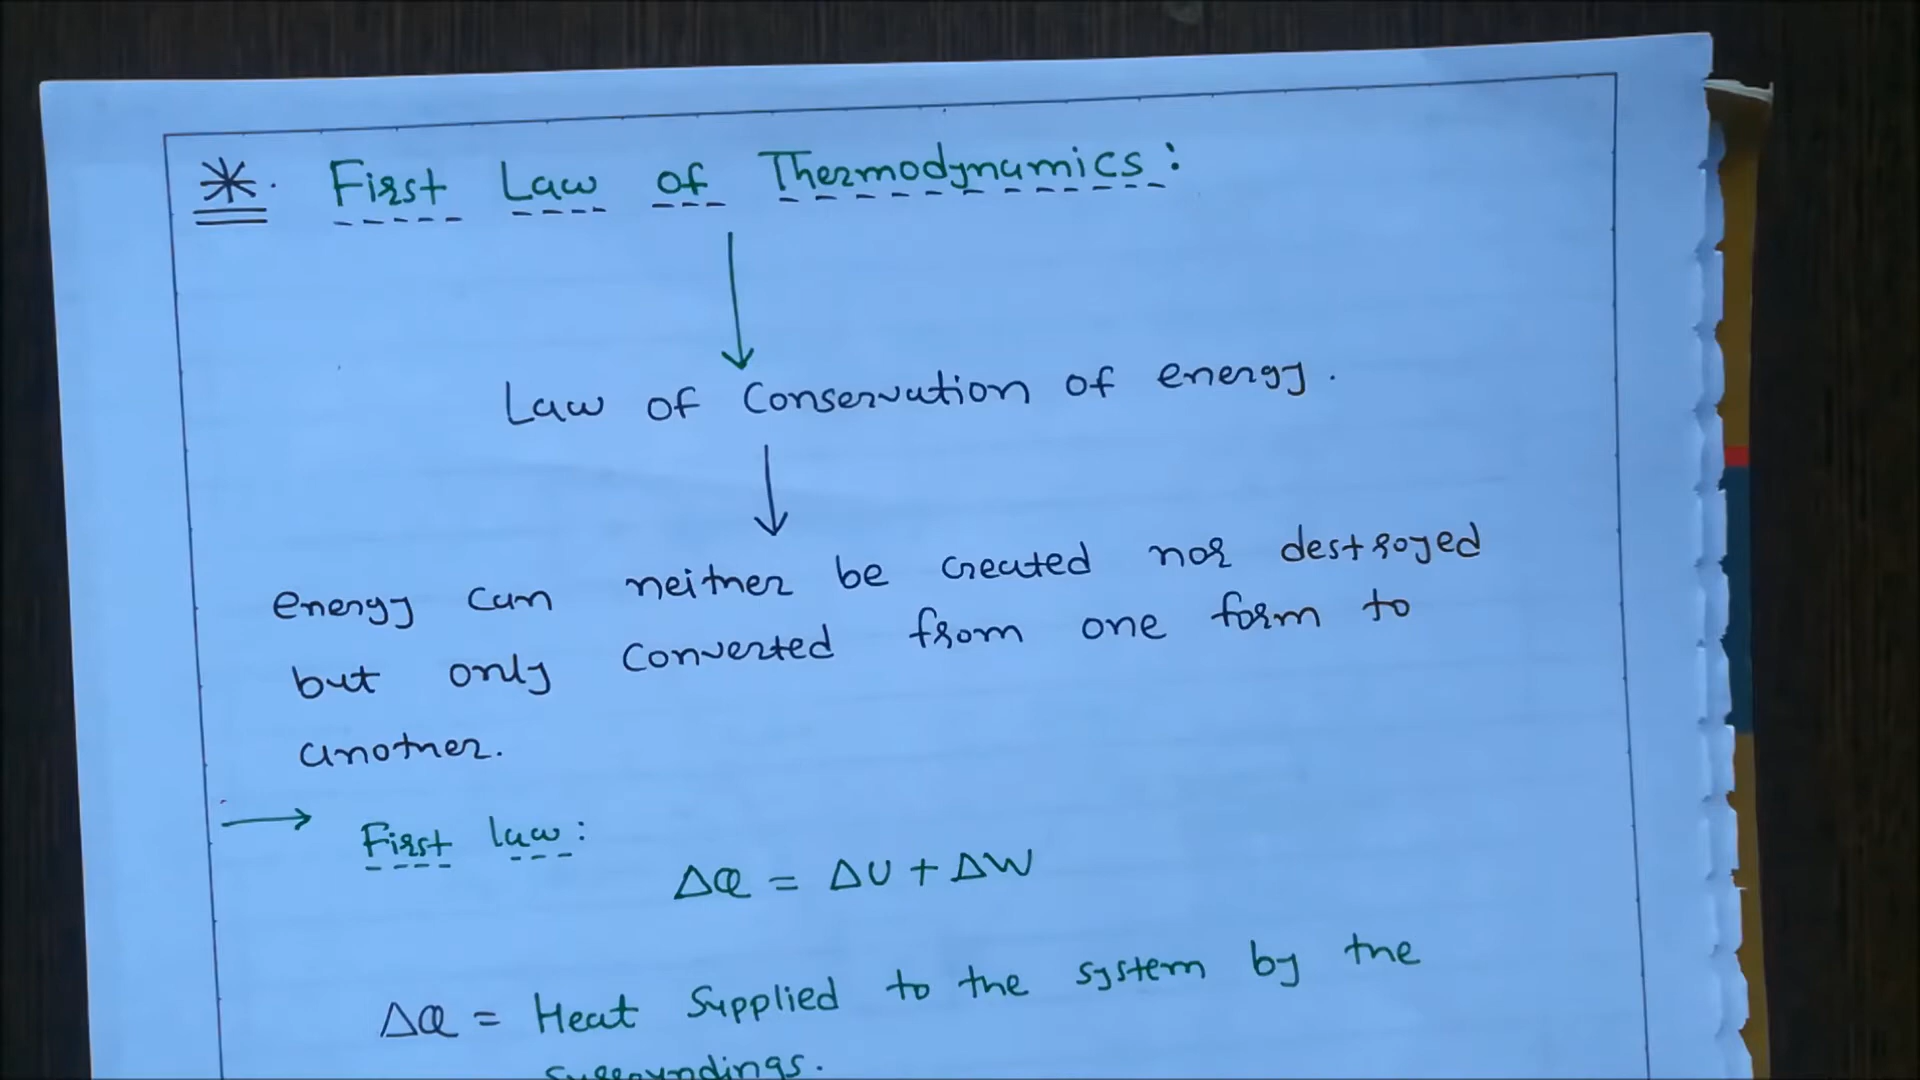 * . First Law of Thermodynamics :
Law of Conservation of energy .
energy can neither be created nor destroyed
but only converted from one form to
another.
→ First law :
ΔQ = ΔU + ΔW
ΔQ = Heat Supplied to the system by the
surroundings.